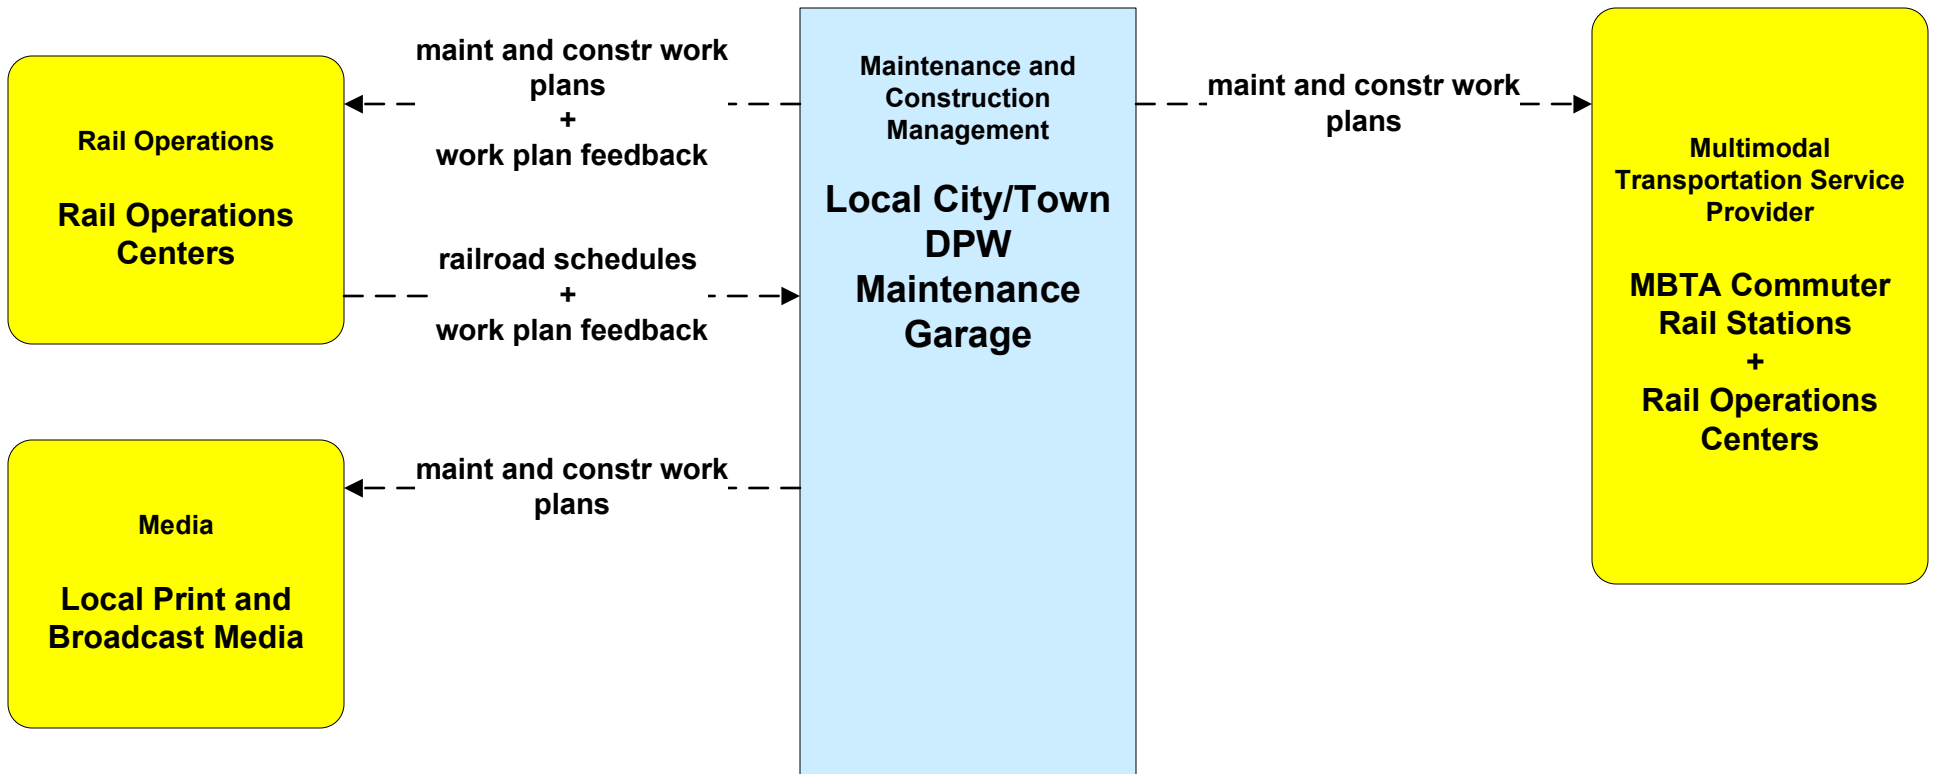 Rail Operations
Rail Operations
Centers
maint and constr work
plans
+
work plan feedback
railroad schedules
+
work plan feedback
Media
Local Print and
Broadcast Media
maint and constr work
plans
Maintenance and
Construction
Management
Local City/Town
DPW
Maintenance
Garage
maint and constr work
plans
Multimodal
Transportation Service
Provider
MBTA Commuter
Rail Stations
+
Rail Operations
Centers